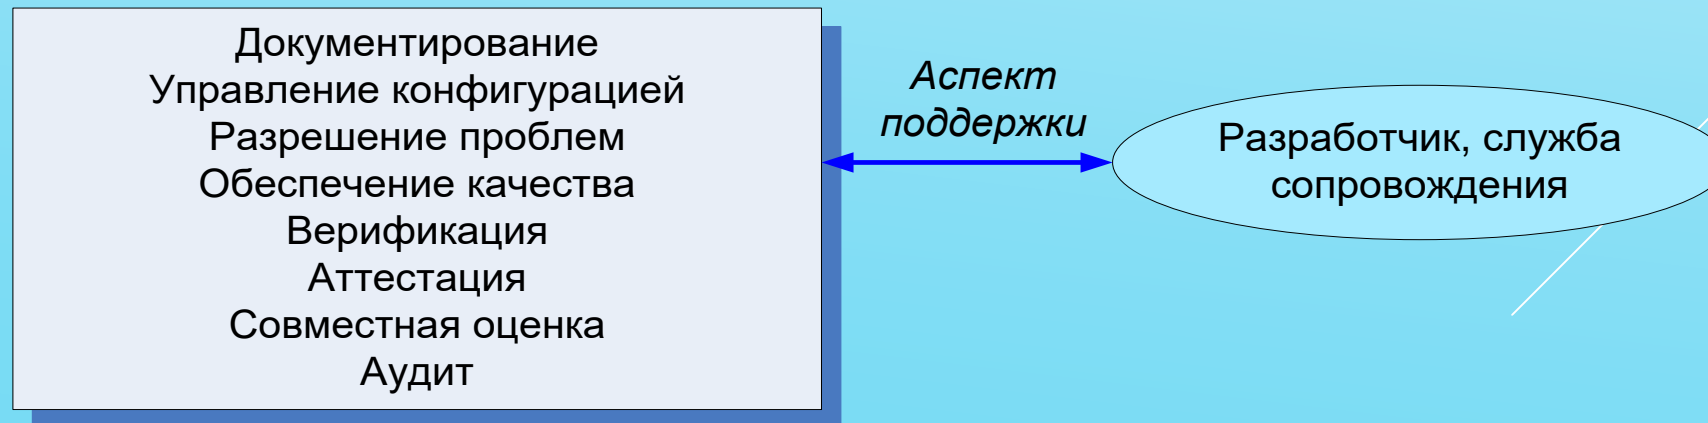 Документирование
Управление конфигурацией
Разрешение проблем
Обеспечение качества
Верификация
Аттестация
Совместная оценка
Аудит
Аспект
поддержки
Разработчик, служба
сопровождения